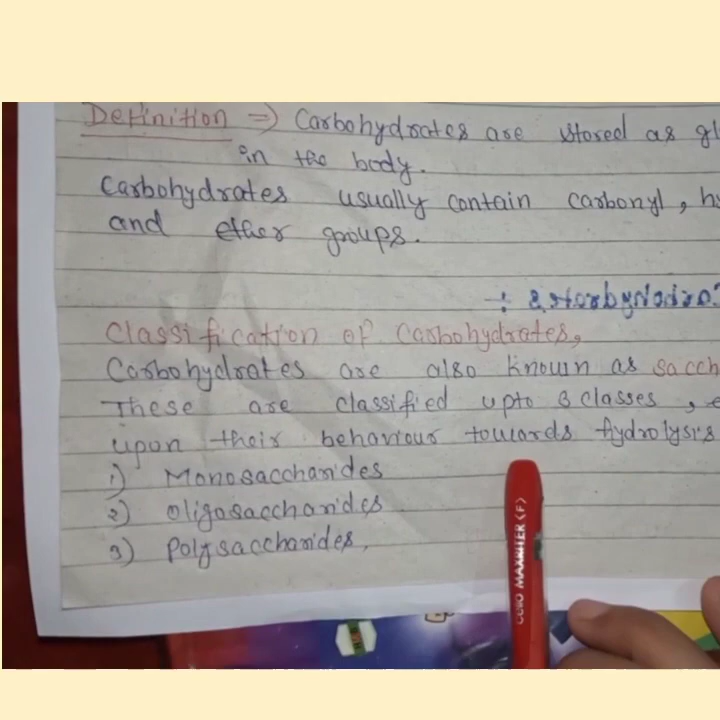 Definition ⇒ Carbohydrates are stored as gl
in the body.
Carbohydrates usually contain carbonyl, hy
and ether groups.
Classification of Carbohydrates,
Carbohydrates are also known as sacch
These are classified upto 3 classes,
upon their behaviour towards hydrolysis
1) Monosaccharides
2) Oligosaccharides
3) Polysaccharides,
CUBO MAXRITER (F)